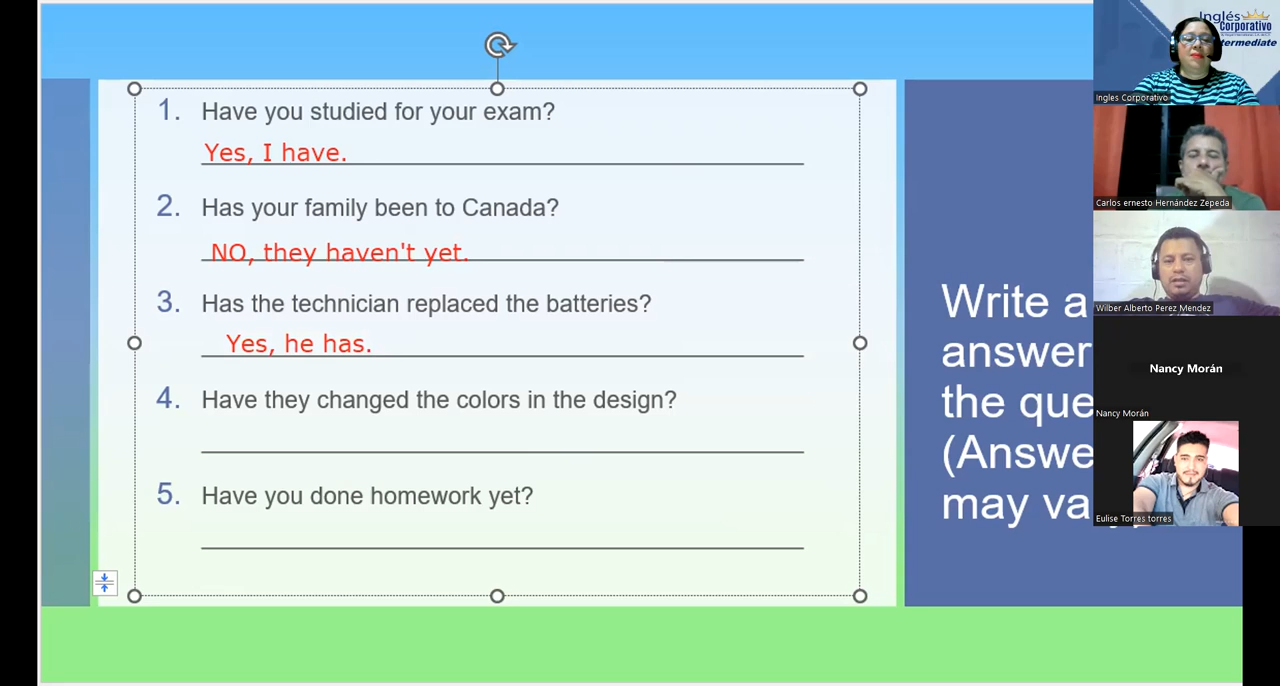 1. Have you studied for your exam?
Yes, I have.
2. Has your family been to Canada?
NO, they haven't yet.
3. Has the technician replaced the batteries?
Yes, he has.
4. Have they changed the colors in the design?
5. Have you done homework yet?
Write a
answer
the que
(Answe
may va
Inglés
Corporativo
termediate
Ingles Corporativo
Carlos ernesto Hernández Zepeda
Wilber Alberto Perez Mendez
Nancy Morán
Nancy Morán
Eulise Torres torres